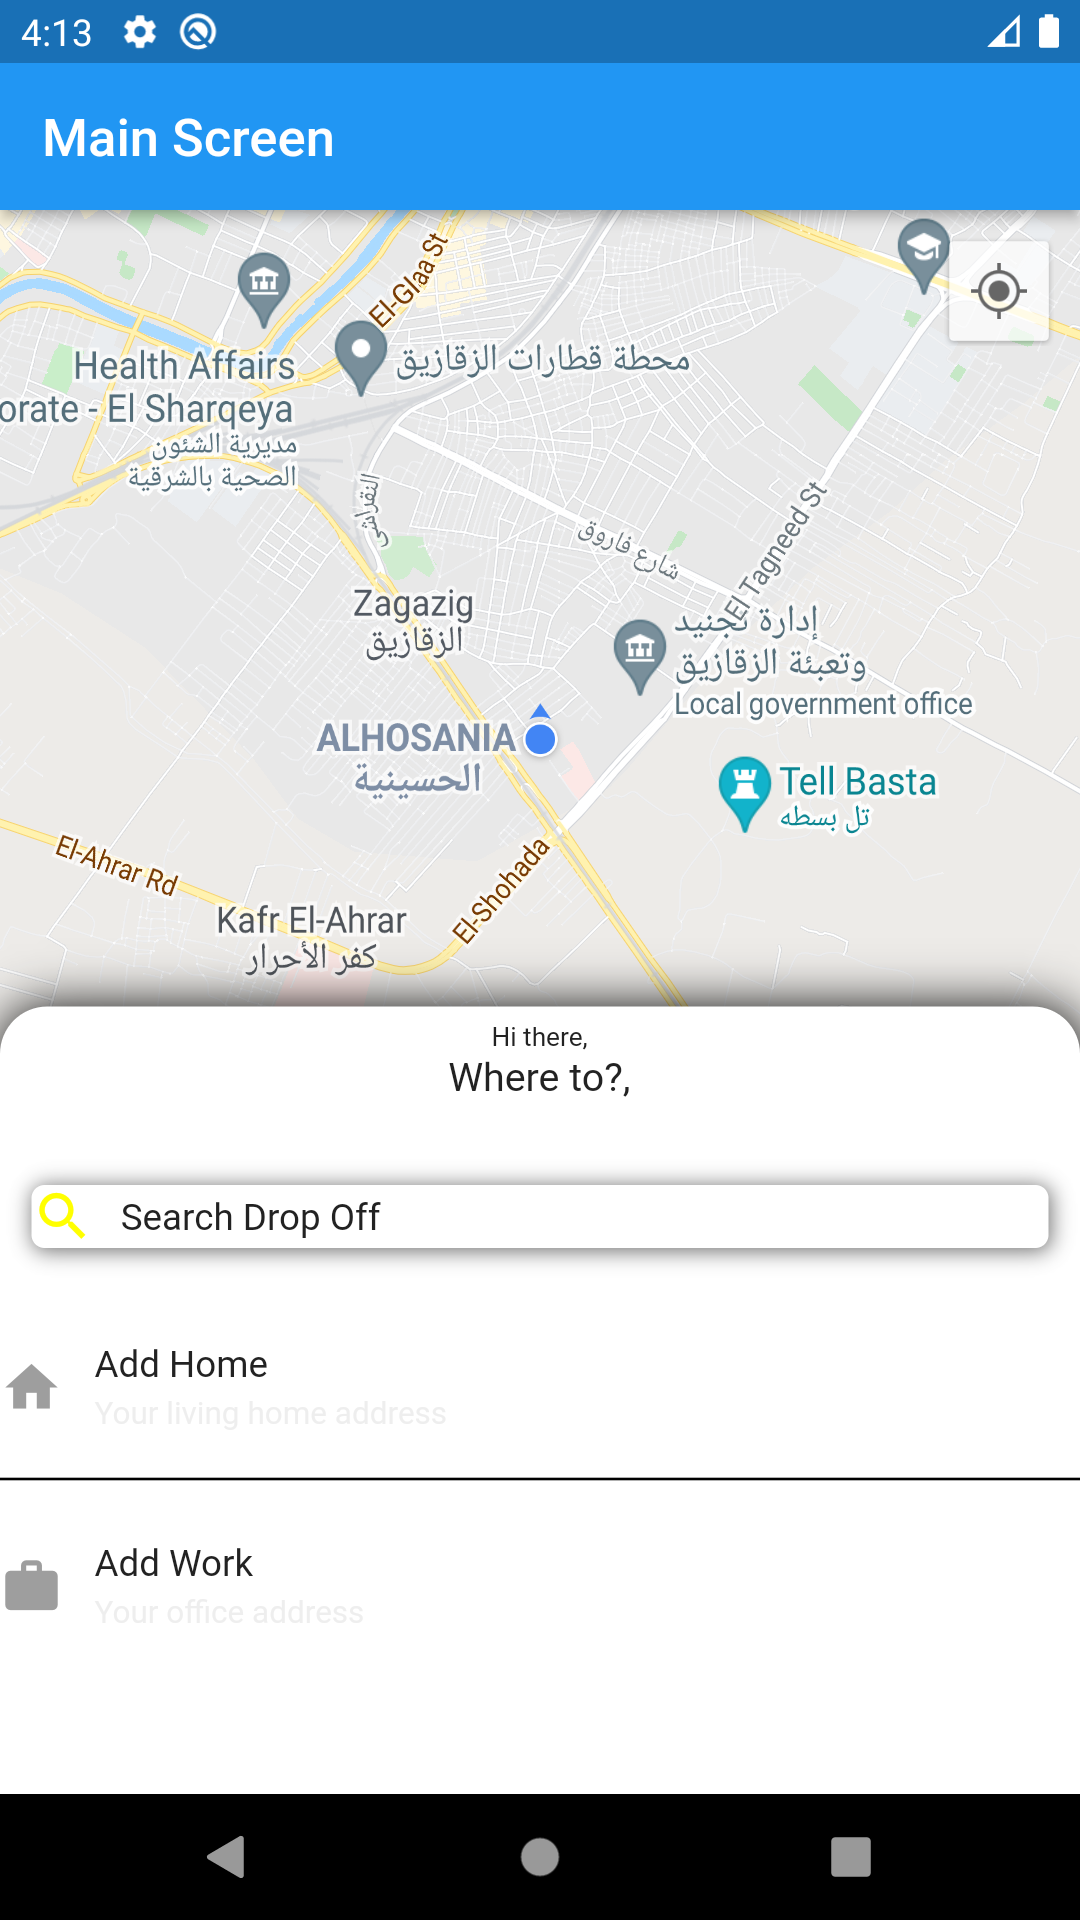 4:13
Main Screen
El-Glaa St
محطة قطارات الزقازيق
Health Affairs
orate - El Sharqeya
مديرية الشئون
الصحية بالشرقية
النقراشى
شارع فاروق
El Tagneed St
Zagazig
الزقازيق
إدارة تجنيد
وتعبئة الزقازيق
Local government office
ALHOSANIA
الحسينية
Tell Basta
تل بسطه
El-Ahrar Rd
El-Shohada
Kafr El-Ahrar
كفر الأحرار
Hi there,
Where to?,
Search Drop Off
Add Home
Your living home address
Add Work
Your office address